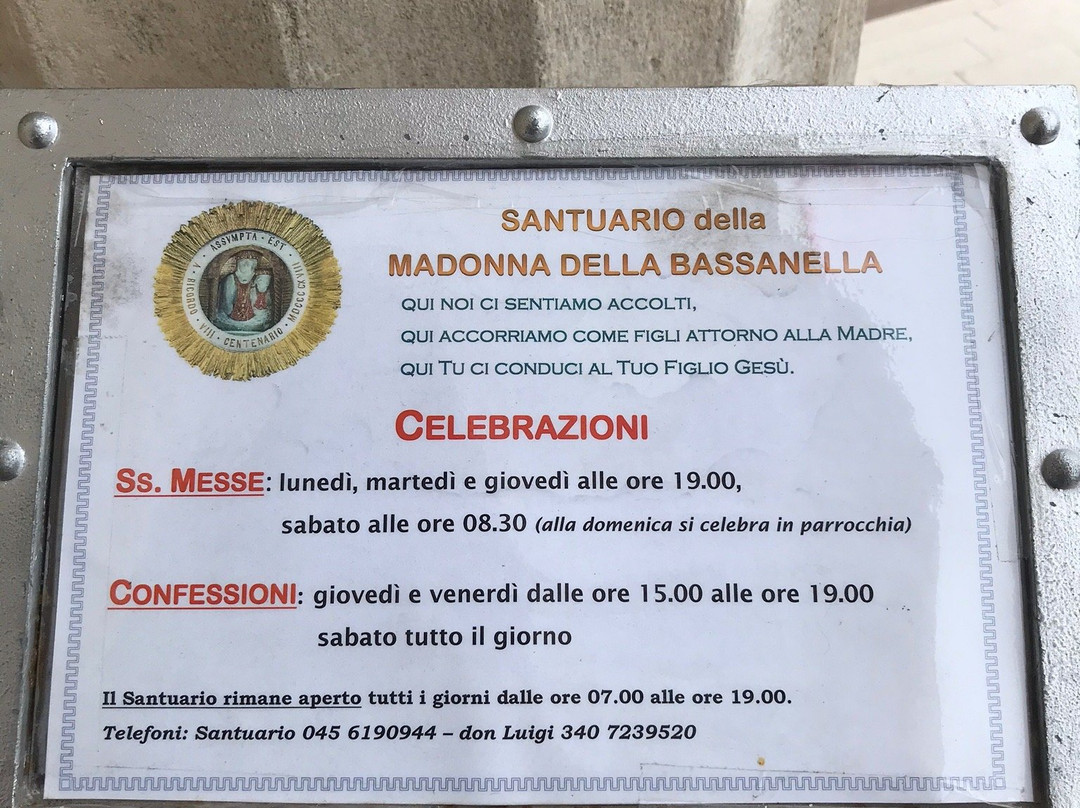 ASSVMPTA · EST
A RICORDO · VIII · CENTENARIO ·
SANTUARIO della
MADONNA DELLA BASSANELLA
QUI NOI CI SENTIAMO ACCOLTI,
QUI ACCORRIAMO COME FIGLI ATTORNO ALLA MADRE,
QUI TU CI CONDUCI AL TUO FIGLIO GESÙ.
CELEBRAZIONI
SS. MESSE: lunedì, martedì e giovedì alle ore 19.00,
sabato alle ore 08.30 (alla domenica si celebra in parrocchia)
CONFESSIONI: giovedì e venerdì dalle ore 15.00 alle ore 19.00
sabato tutto il giorno
Il Santuario rimane aperto tutti i giorni dalle ore 07.00 alle ore 19.00.
Telefoni: Santuario 045 6190944 – don Luigi 340 7239520